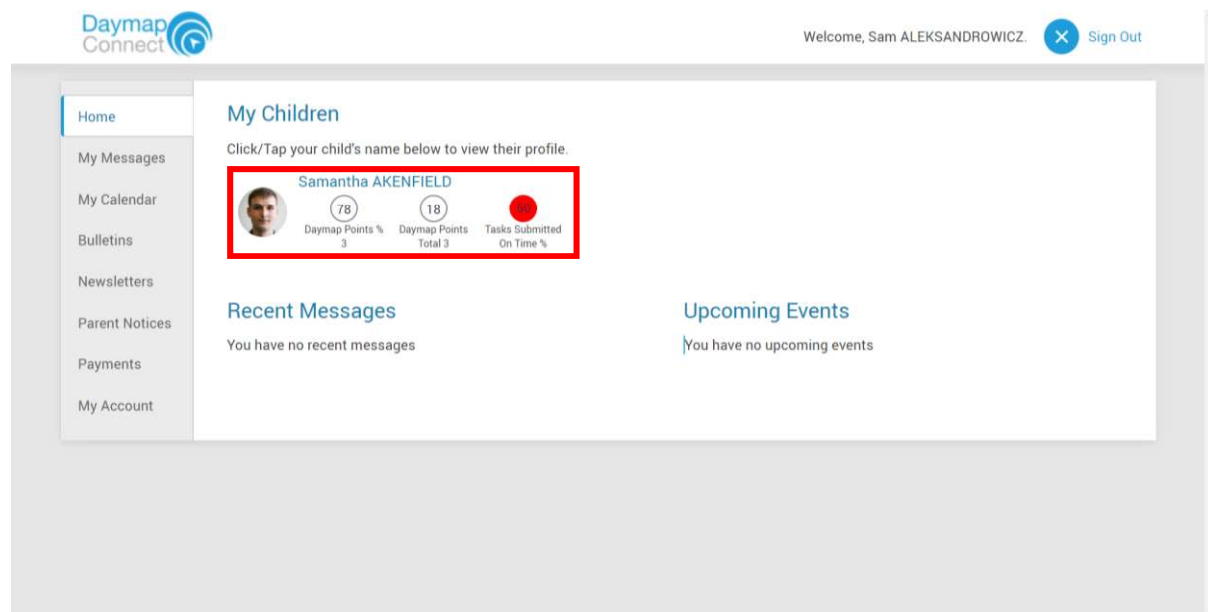 Daymap
Connect
Welcome, Sam ALEKSANDROWICZ.
Sign Out
Home
My Messages
My Calendar
Bulletins
Newsletters
Parent Notices
Payments
My Account
My Children
Click/Tap your child's name below to view their profile.
Samantha AKENFIELD
78
Daymap Points %
3
18
Daymap Points
Total 3
60
Tasks Submitted
On Time %
Recent Messages
You have no recent messages
Upcoming Events
You have no upcoming events